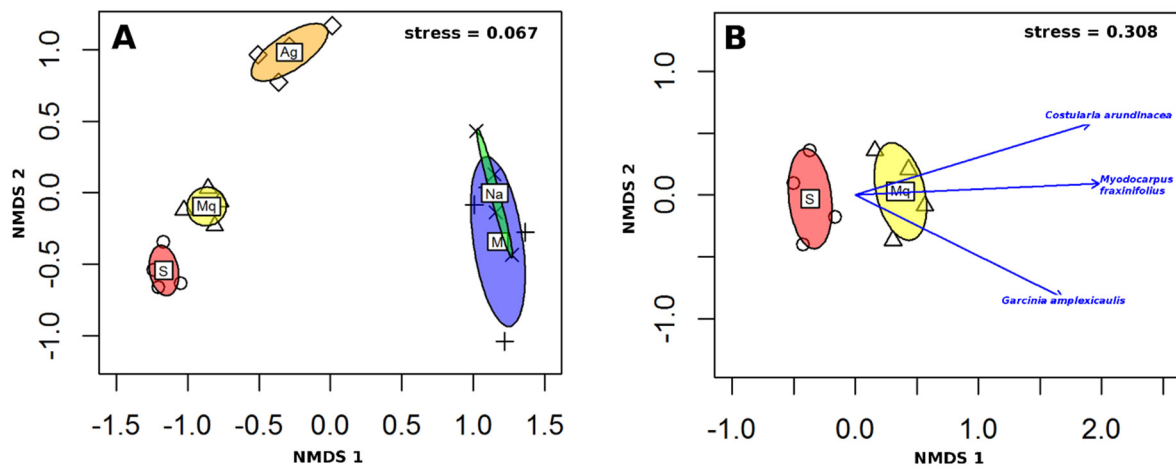 A
stress = 0.067
Ag
Na
Mq
M
S
1.0
0.5
0.0
-0.5
-1.0
NMDS 2
-1.5
-1.0
-0.5
0.0
0.5
1.0
1.5
NMDS 1
B
stress = 0.308
Costularia arundinacea
Myodocarpus
fraxinifolius
Mq
S
Garcinia amplexicaulis
1.0
0.0
-1.0
NMDS 2
-1.0
0.0
1.0
2.0
NMDS 1